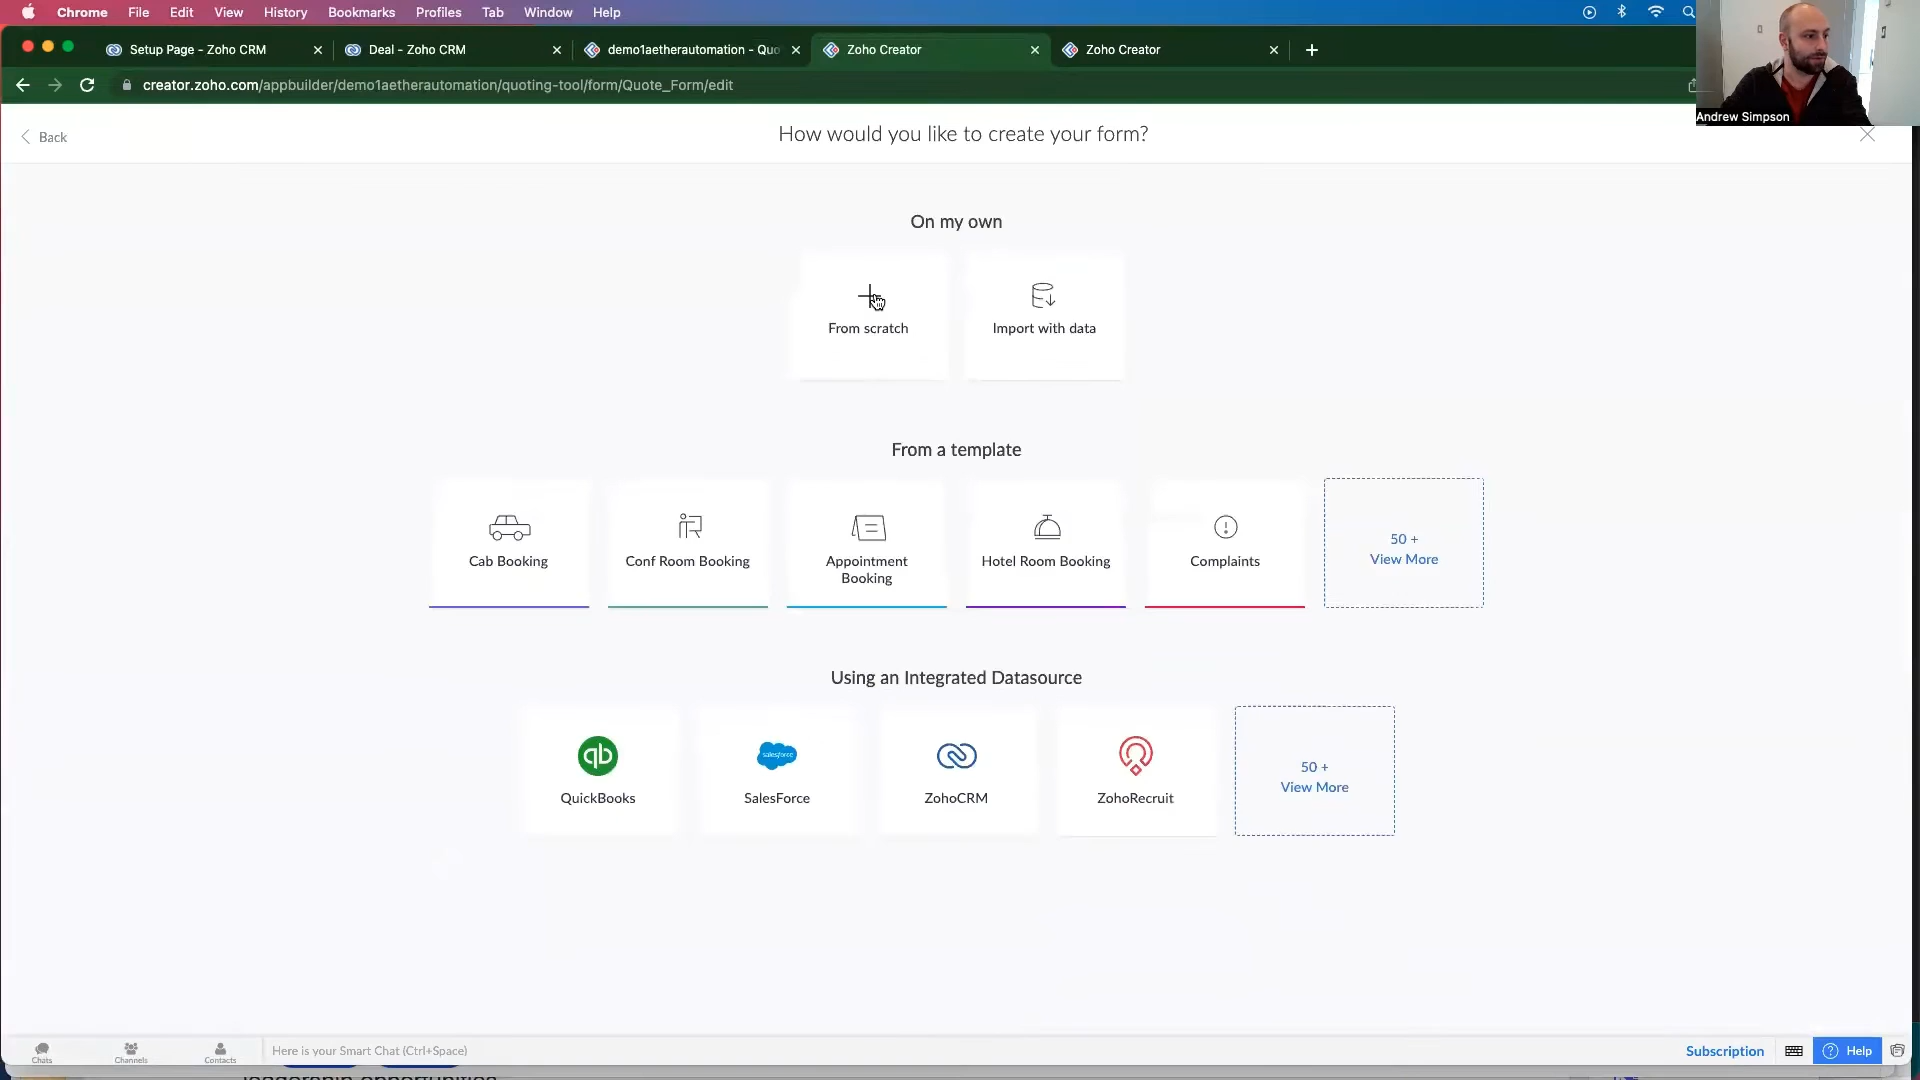 Chrome File Edit View History Bookmarks Profiles Tab Window Help
Setup Page - Zoho CRM
Deal - Zoho CRM
demo1aetherautomation - Quo
Zoho Creator
Zoho Creator
creator.zoho.com/appbuilder/demo1aetherautomation/quoting-tool/form/Quote_Form/edit
Andrew Simpson
Back
How would you like to create your form?
On my own
From scratch
Import with data
From a template
Cab Booking
Conf Room Booking
Appointment
Booking
Hotel Room Booking
Complaints
50 +
View More
Using an Integrated Datasource
qb
QuickBooks
salesforce
SalesForce
ZohoCRM
ZohoRecruit
50 +
View More
Chats
Channels
Contacts
Here is your Smart Chat (Ctrl+Space)
Subscription
Help